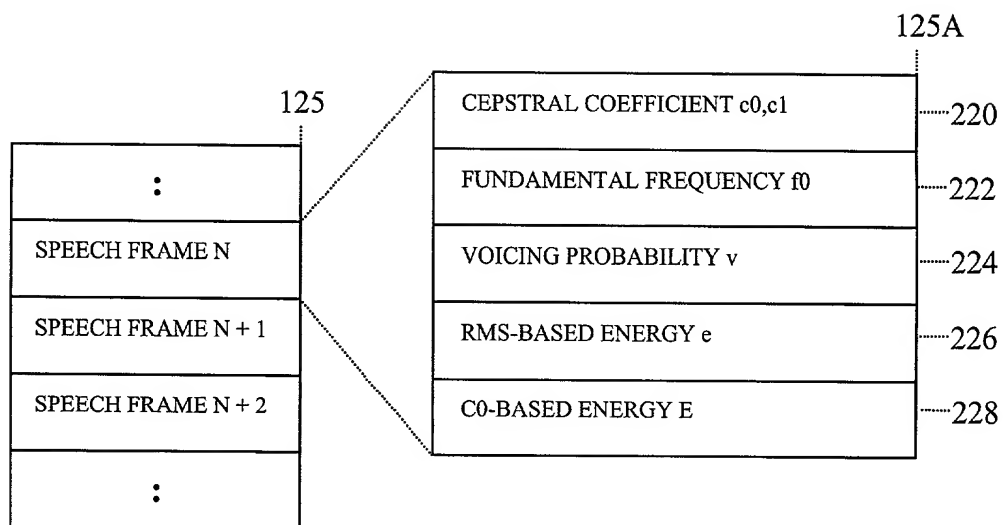 125A
125
CEPSTRAL COEFFICIENT c0,c1
220
FUNDAMENTAL FREQUENCY f0
222
:
SPEECH FRAME N
VOICING PROBABILITY v
224
SPEECH FRAME N + 1
RMS-BASED ENERGY e
226
SPEECH FRAME N + 2
C0-BASED ENERGY E
228
: